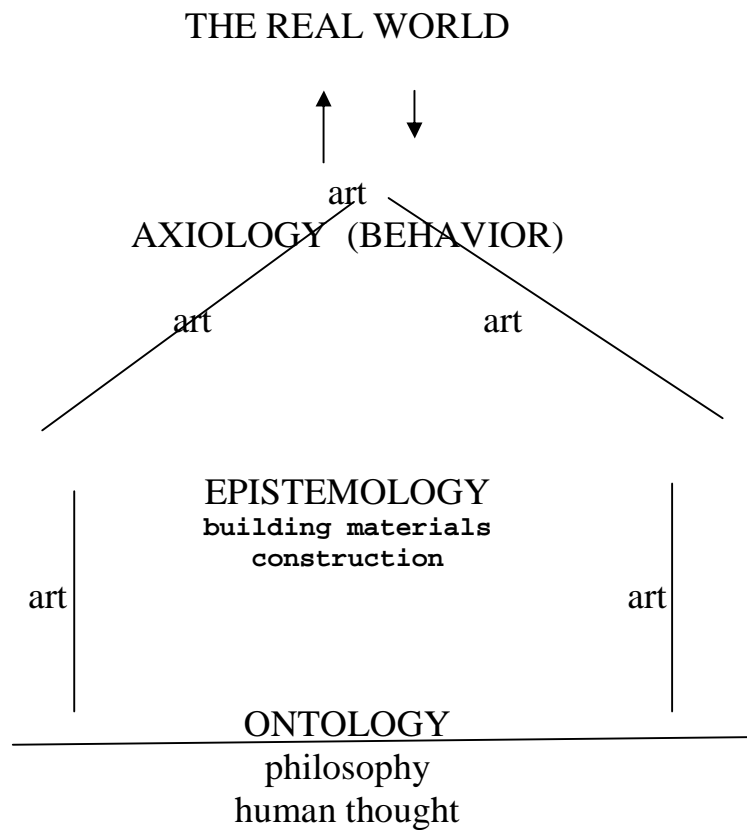 THE REAL WORLD
art
AXIOLOGY (BEHAVIOR)
art art
EPISTEMOLOGY
building materials
construction
art art
ONTOLOGY
philosophy
human thought